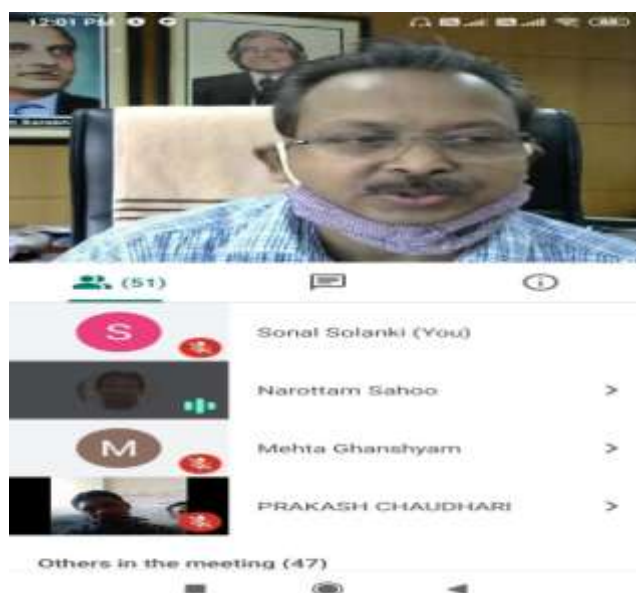 12:01 PM
(51)
S
Sonal Solanki (You)
Narottam Sahoo
M
Mehta Ghanshyam
PRAKASH CHAUDHARI
Others in the meeting (47)